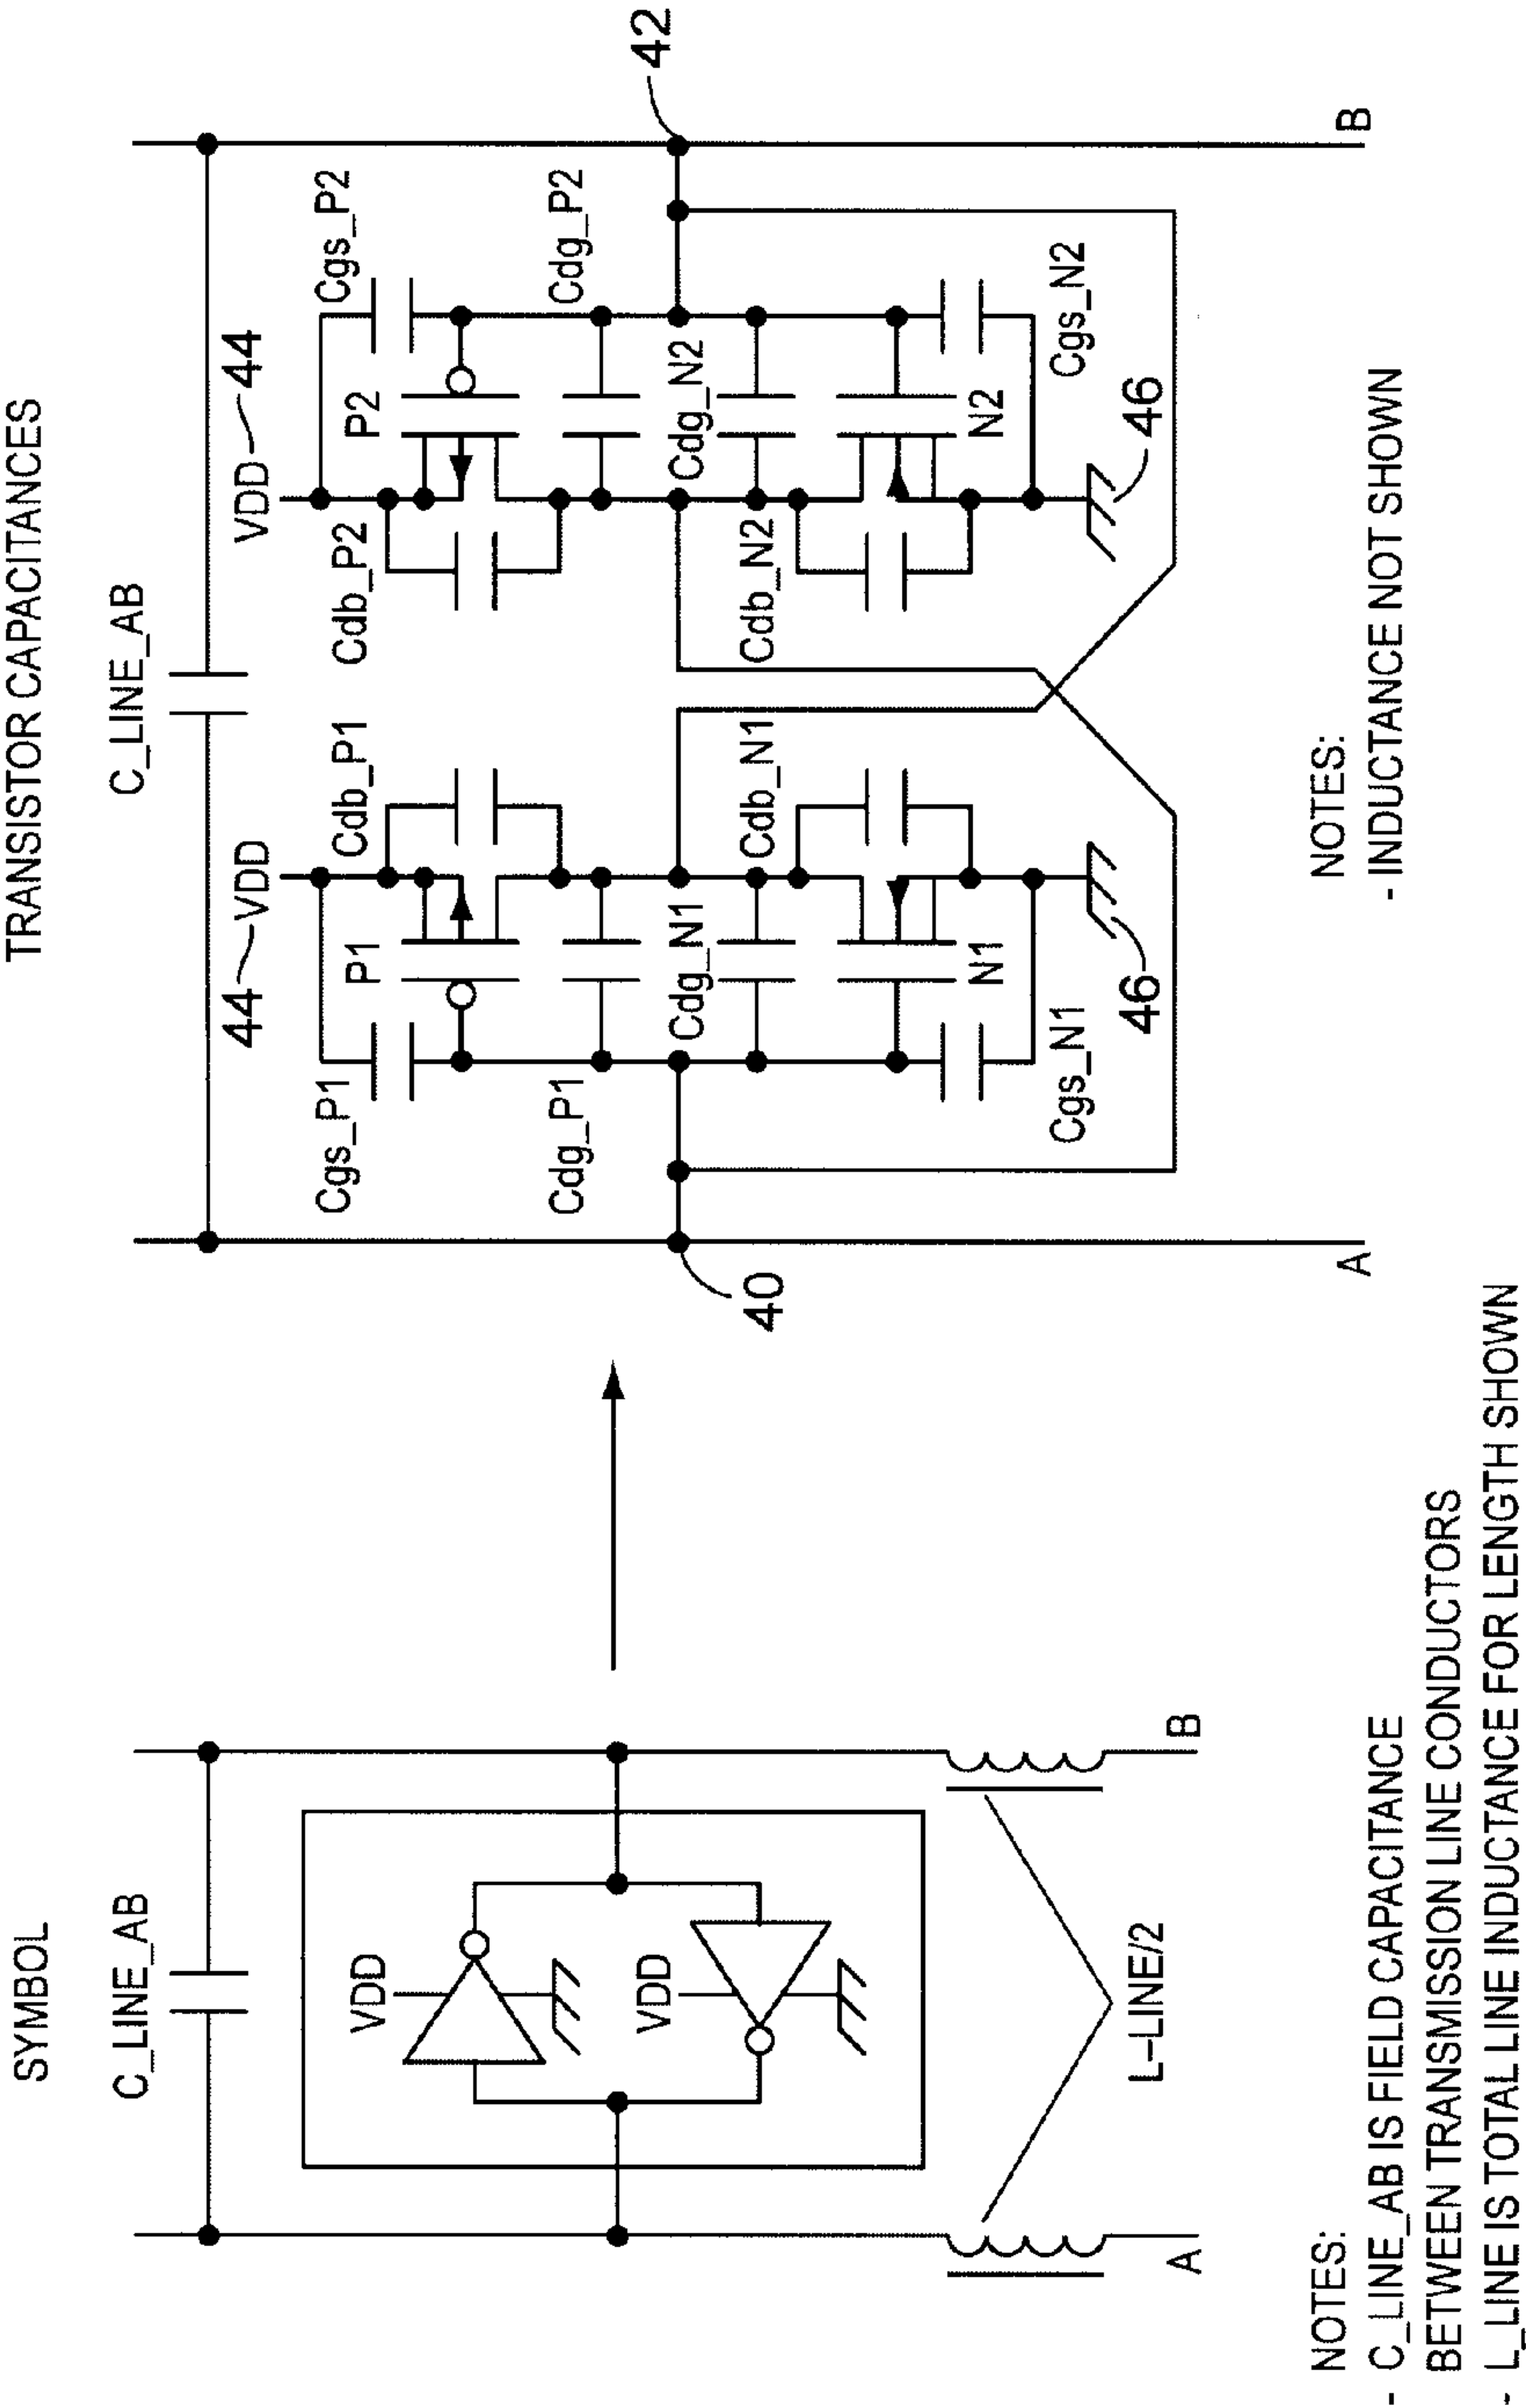 SYMBOL
C_LINE_AB
VDD
VDD
L-LINE/2
A
B
NOTES:
- C_LINE_AB IS FIELD CAPACITANCE
BETWEEN TRANSMISSION LINE CONDUCTORS
- L_LINE IS TOTAL LINE INDUCTANCE FOR LENGTH SHOWN
TRANSISTOR CAPACITANCES
C_LINE_AB
44 VDD
VDD 44
Cgs_P1
P1
Cdb_P1
Cdb_P2
P2
Cgs_P2
Cdg_P1
Cdg_N1
Cdg_N2
Cdg_P2
40
42
Cdb_N1
Cdb_N2
N1
N2
Cgs_N1
Cgs_N2
46
46
A
B
NOTES:
- INDUCTANCE NOT SHOWN